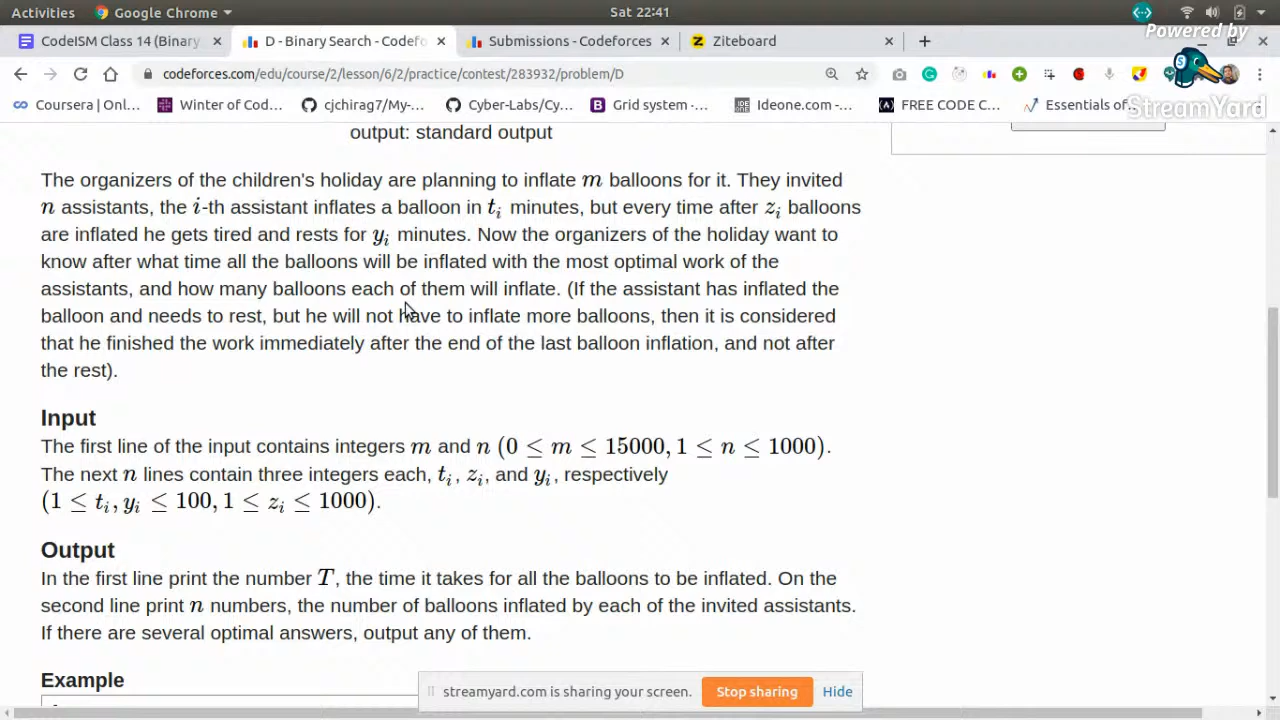 Activities Google Chrome Sat 22:41
Powered by
StreamYard
CodeISM Class 14 (Binary D - Binary Search - Codefo Submissions - Codeforces Ziteboard
codeforces.com/edu/course/2/lesson/6/2/practice/contest/283932/problem/D
Coursera | Onl... Winter of Cod... cjchirag7/My-... Cyber-Labs/Cy... Grid system -... Ideone.com -... FREE CODE C... Essentials of...
output: standard output
The organizers of the children's holiday are planning to inflate m balloons for it. They invited
n assistants, the i-th assistant inflates a balloon in tᵢ minutes, but every time after zᵢ balloons
are inflated he gets tired and rests for yᵢ minutes. Now the organizers of the holiday want to
know after what time all the balloons will be inflated with the most optimal work of the
assistants, and how many balloons each of them will inflate. (If the assistant has inflated the
balloon and needs to rest, but he will not have to inflate more balloons, then it is considered
that he finished the work immediately after the end of the last balloon inflation, and not after
the rest).
Input
The first line of the input contains integers m and n (0 ≤ m ≤ 15000, 1 ≤ n ≤ 1000).
The next n lines contain three integers each, tᵢ, zᵢ, and yᵢ, respectively
(1 ≤ tᵢ, yᵢ ≤ 100, 1 ≤ zᵢ ≤ 1000).
Output
In the first line print the number T, the time it takes for all the balloons to be inflated. On the
second line print n numbers, the number of balloons inflated by each of the invited assistants.
If there are several optimal answers, output any of them.
Example
streamyard.com is sharing your screen. Stop sharing Hide